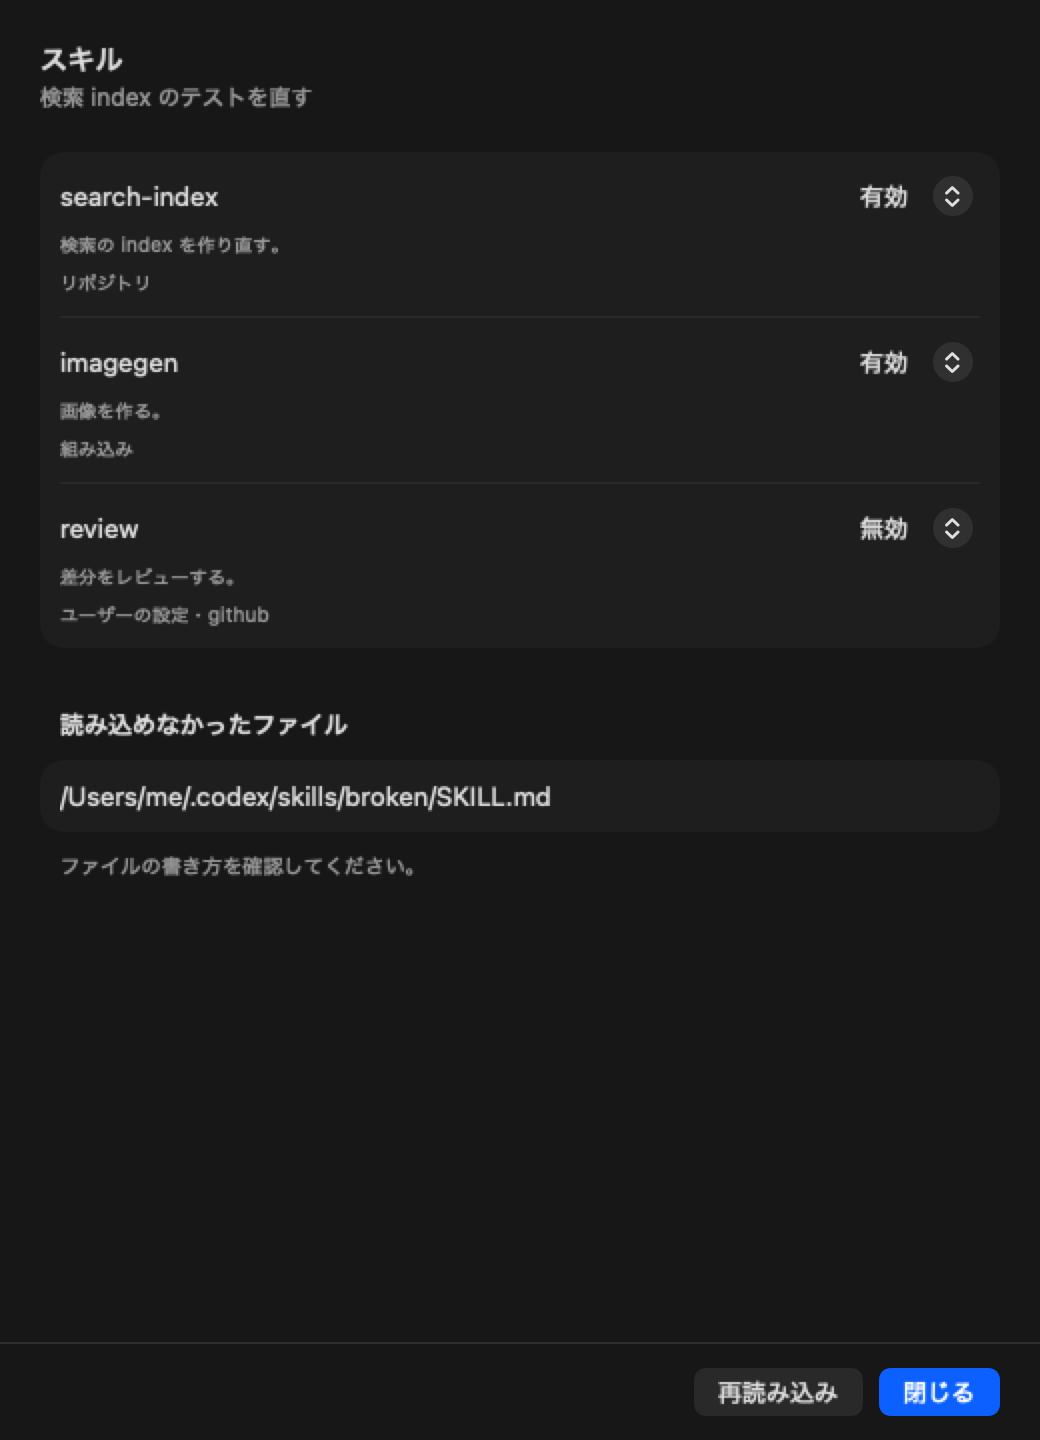 スキル
検索 index のテストを直す
search-index
有効
検索の index を作り直す。
リポジトリ
imagegen
有効
画像を作る。
組み込み
review
無効
差分をレビューする。
ユーザーの設定・github
読み込めなかったファイル
/Users/me/.codex/skills/broken/SKILL.md
ファイルの書き方を確認してください。
再読み込み
閉じる